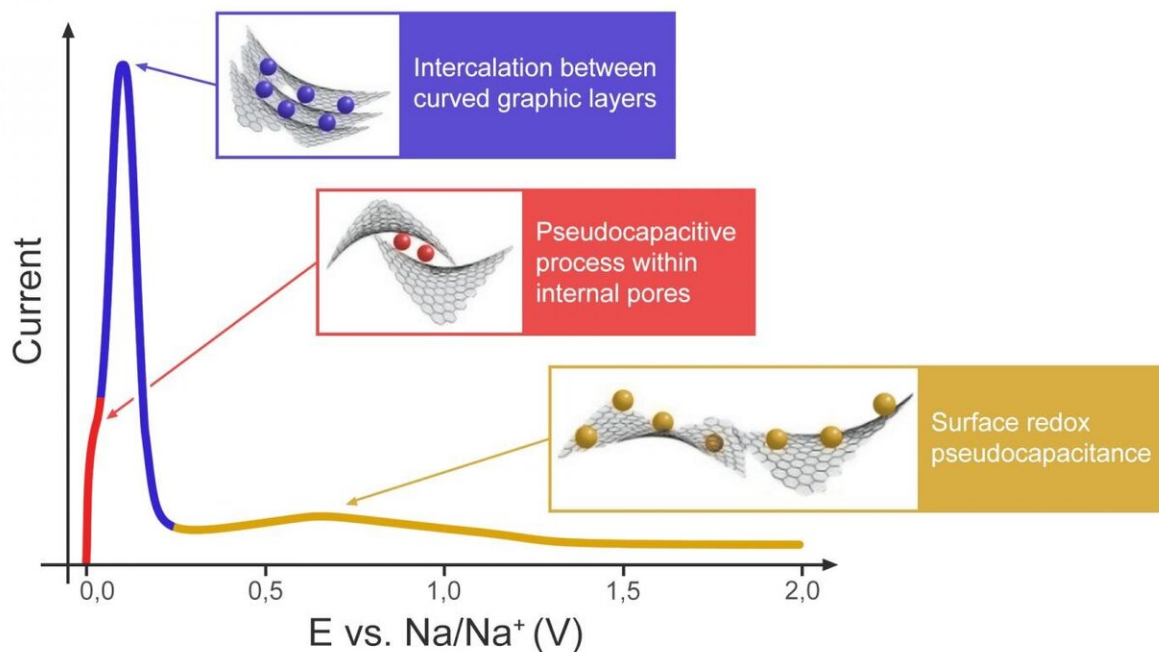 Intercalation between
curved graphic layers
Pseudocapacitive
process within
internal pores
Surface redox
pseudocapacitance
Current
0,0 0,5 1,0 1,5 2,0
E vs. Na/Na⁺ (V)